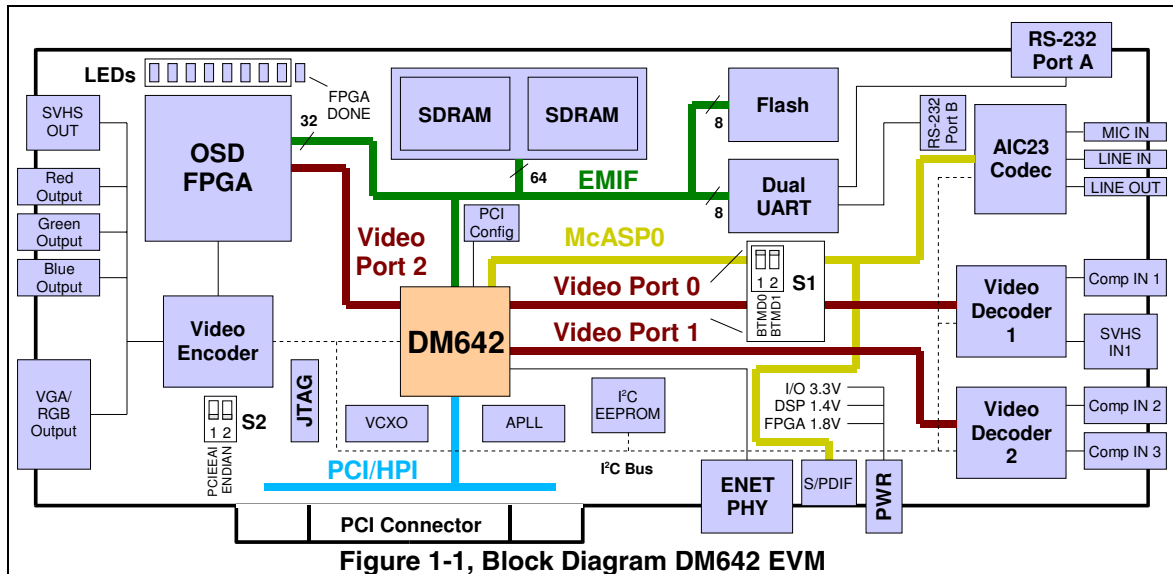 RS-232
Port A
LEDs
FPGA
DONE
SVHS
OUT
OSD
FPGA
32
SDRAM
SDRAM
64
EMIF
Flash
8
Dual
UART
8
RS-232
Port B
AIC23
Codec
MIC IN
LINE IN
LINE OUT
Red
Output
Green
Output
Blue
Output
PCI
Config
McASP0
Video
Port 2
Video Port 0
Video Port 1
1 2
BTMD0
BTMD1
S1
Video
Decoder
1
Comp IN 1
SVHS
IN1
Video
Encoder
DM642
VGA/
RGB
Output
1 2
PCIEEAI
ENDIAN
S2
JTAG
VCXO
APLL
I²C
EEPROM
I/O 3.3V
DSP 1.4V
FPGA 1.8V
Video
Decoder
2
Comp IN 2
Comp IN 3
PCI/HPI
I²C Bus
ENET
PHY
S/PDIF
PWR
PCI Connector
Figure 1-1, Block Diagram DM642 EVM